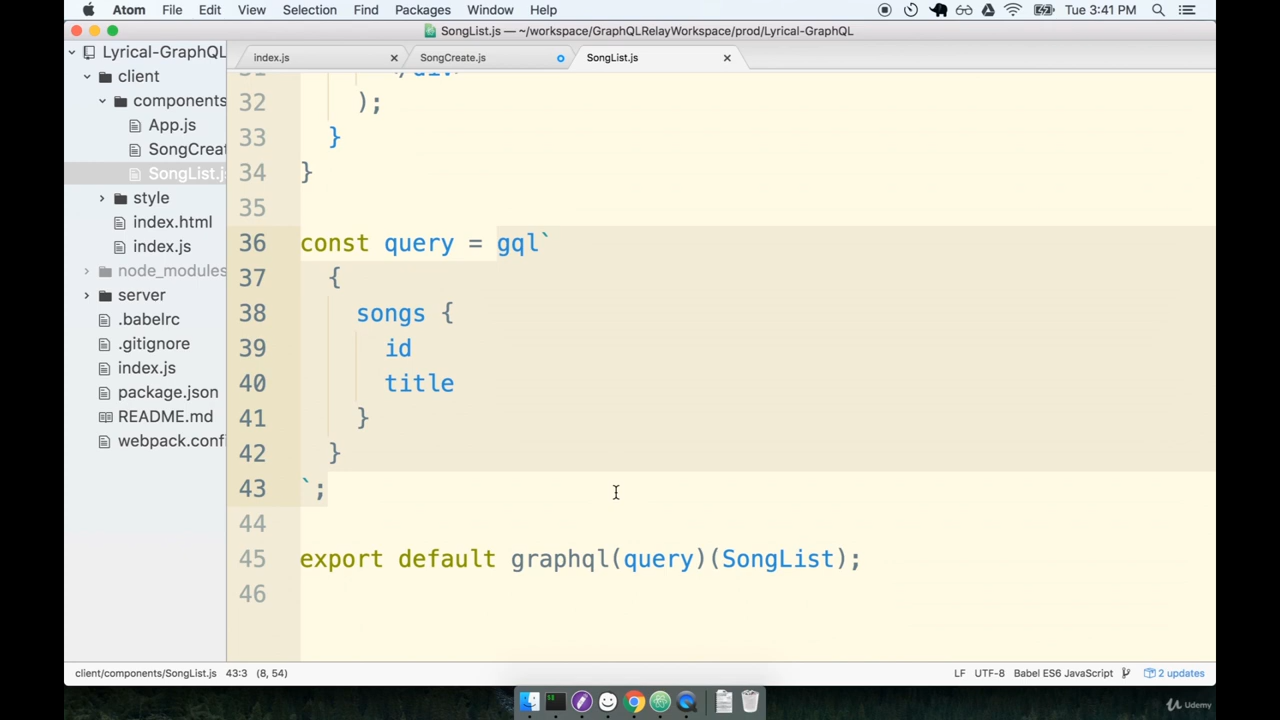 Atom File Edit View Selection Find Packages Window Help Tue 3:41 PM
SongList.js — ~/workspace/GraphQLRelayWorkspace/prod/Lyrical-GraphQL
Lyrical-GraphQL
client
components
App.js
SongCreat
SongList.js
style
index.html
index.js
node_modules
server
.babelrc
.gitignore
index.js
package.json
README.md
webpack.confi
index.js SongCreate.js SongList.js
32 );
33 }
34 }
35
36 const query = gql`
37 {
38 songs {
39 id
40 title
41 }
42 }
43 `;
44
45 export default graphql(query)(SongList);
46
client/components/SongList.js 43:3 (8, 54) LF UTF-8 Babel ES6 JavaScript 2 updates
Udemy